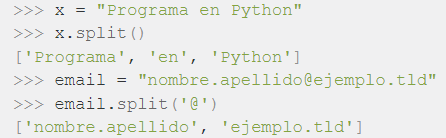 >>> x = "Programa en Python"
>>> x.split()
['Programa', 'en', 'Python']
>>> email = "nombre.apellido@ejemplo.tld"
>>> email.split('@')
['nombre.apellido', 'ejemplo.tld']